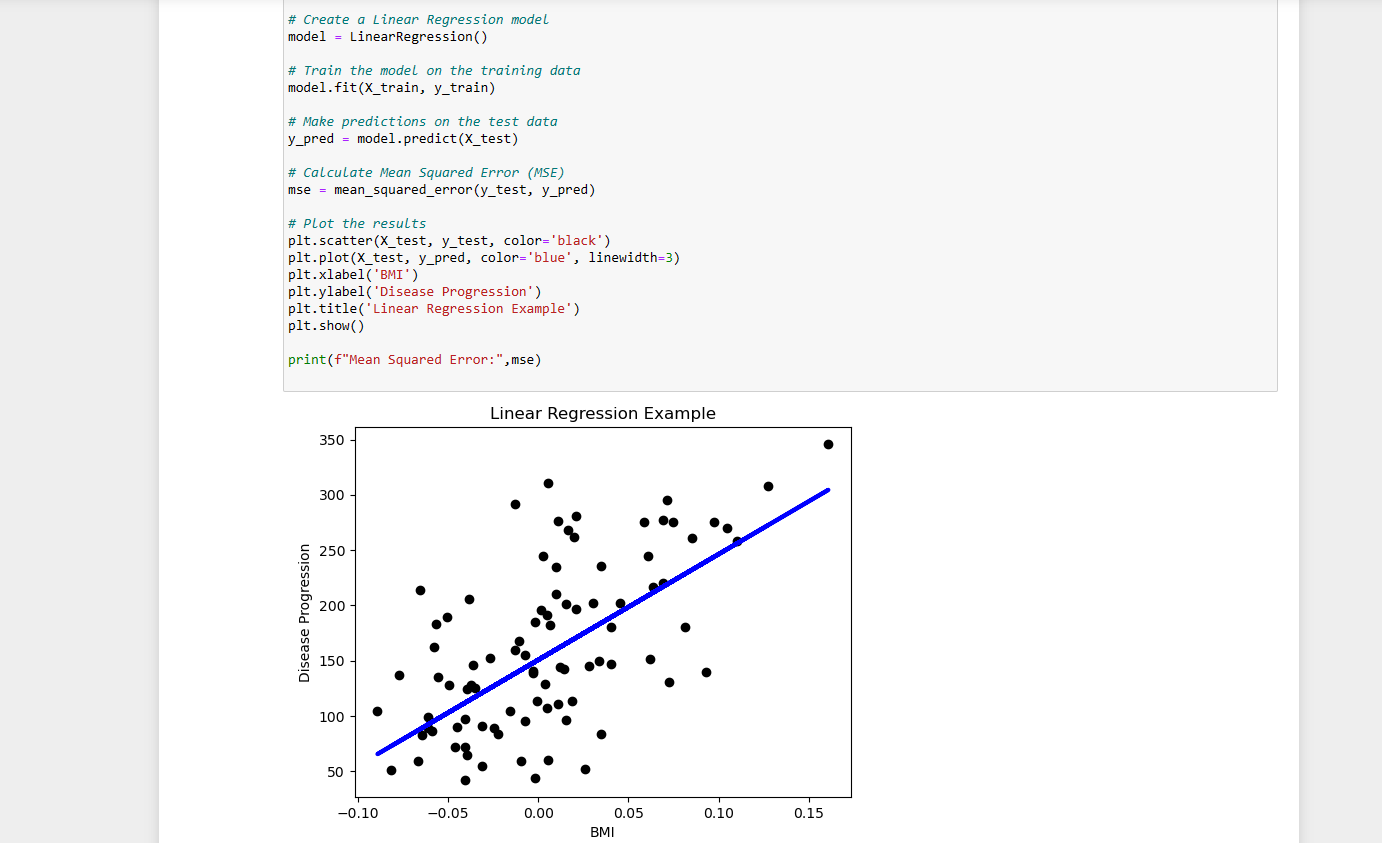 # Create a Linear Regression model
model = LinearRegression()
# Train the model on the training data
model.fit(X_train, y_train)
# Make predictions on the test data
y_pred = model.predict(X_test)
# Calculate Mean Squared Error (MSE)
mse = mean_squared_error(y_test, y_pred)
# Plot the results
plt.scatter(X_test, y_test, color='black')
plt.plot(X_test, y_pred, color='blue', linewidth=3)
plt.xlabel('BMI')
plt.ylabel('Disease Progression')
plt.title('Linear Regression Example')
plt.show()
print(f"Mean Squared Error:",mse)
Linear Regression Example
Disease Progression
350
300
250
200
150
100
50
−0.10 −0.05 0.00 0.05 0.10 0.15
BMI